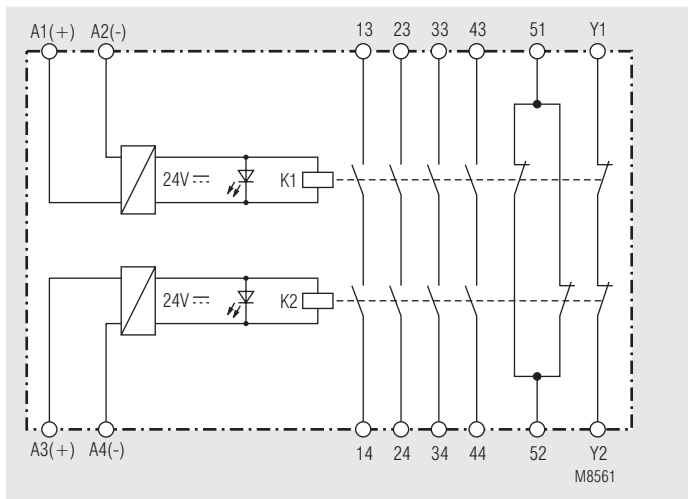 A1(+) A2(-) 13 23 33 43 51 Y1
24V K1
24V K2
A3(+) A4(-) 14 24 34 44 52 Y2
M8561